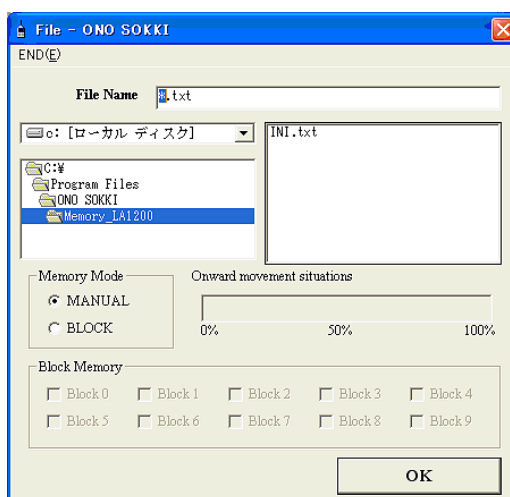 File - ONO SOKKI
END(E)
File Name *.txt
c: [ローカル ディスク]
INI.txt
C:¥
Program Files
ONO SOKKI
Memory_LA1200
Memory Mode
MANUAL
BLOCK
Onward movement situations
0% 50% 100%
Block Memory
Block 0 Block 1 Block 2 Block 3 Block 4
Block 5 Block 6 Block 7 Block 8 Block 9
OK